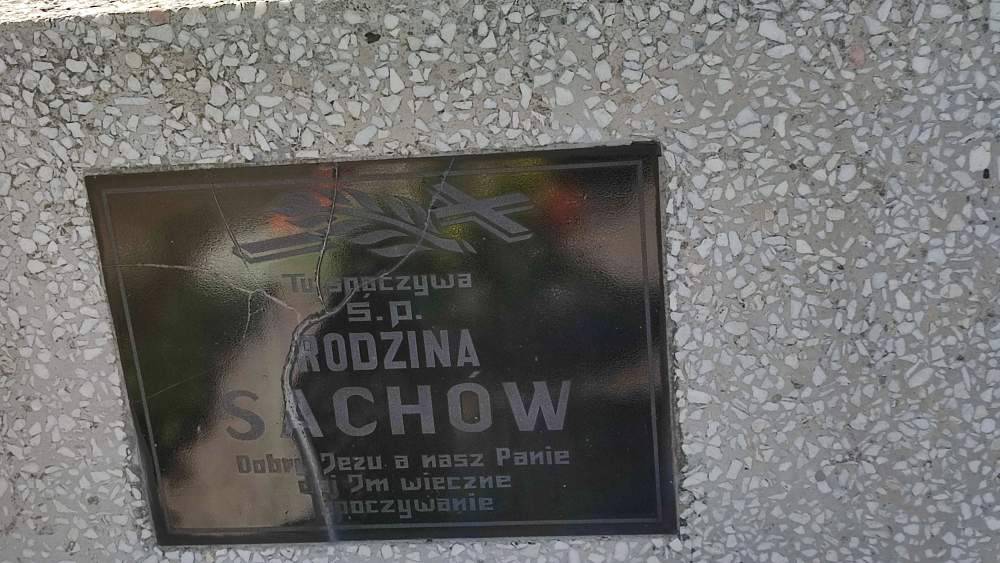 Tu spoczywa
Ś.P.
RODZINA
SACHÓW
Dobry Jezu a nasz Panie
Daj Im wieczne
spoczywanie